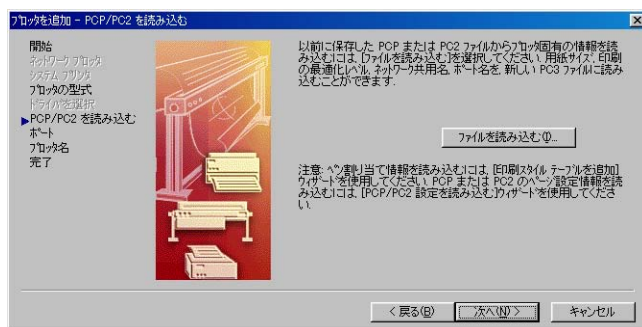 プロッタを追加 - PCP/PC2 を読み込む
開始
ネットワーク プロッタ
システム プリンタ
プロッタの型式
ドライバを選択
PCP/PC2 を読み込む
ポート
プロッタ名
完了
以前に保存した PCP または PC2 ファイルからプロッタ固有の情報を読
み込むには、[ファイルを読み込む]を選択してください。用紙サイズ、印刷
の最適化レベル、ネットワーク共用名、ポート名を、新しい PC3 ファイルに読み
込むことができます.
ファイルを読み込む(I)...
注意: ペン割り当て情報を読み込むには、[印刷スタイル テーブルを追加]
ウィザードを使用してください。PCP または PC2 のページ設定情報を読
み込むには、[PCP/PC2 設定を読み込む]ウィザードを使用してくださ
い.
< 戻る(B)
次へ(N) >
キャンセル